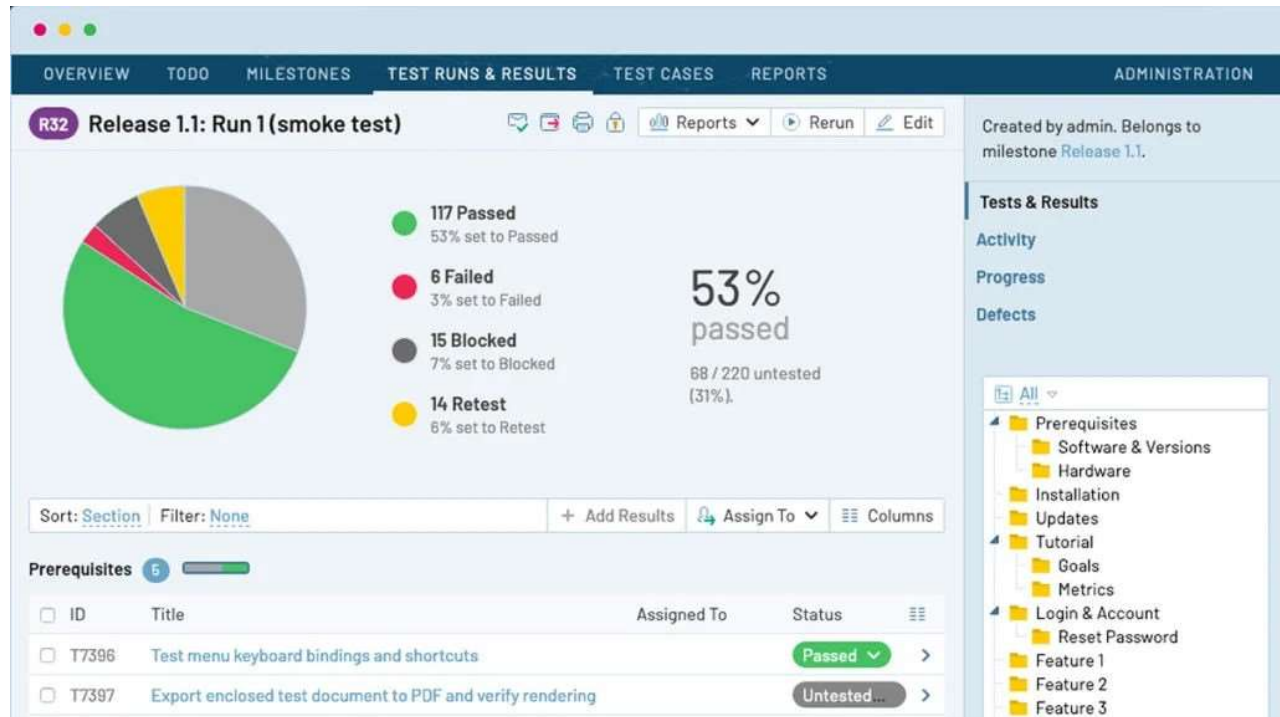 OVERVIEW TODO MILESTONES TEST RUNS & RESULTS TEST CASES REPORTS ADMINISTRATION
R32 Release 1.1: Run 1 (smoke test) Reports Rerun Edit
117 Passed
53% set to Passed
6 Failed
3% set to Failed
15 Blocked
7% set to Blocked
14 Retest
6% set to Retest
53%
passed
68 / 220 untested
(31%).
Sort: Section Filter: None + Add Results Assign To Columns
Prerequisites 5
ID Title Assigned To Status
T7396 Test menu keyboard bindings and shortcuts Passed
T7397 Export enclosed test document to PDF and verify rendering Untested...
Created by admin. Belongs to
milestone Release 1.1.
Tests & Results
Activity
Progress
Defects
All
Prerequisites
Software & Versions
Hardware
Installation
Updates
Tutorial
Goals
Metrics
Login & Account
Reset Password
Feature 1
Feature 2
Feature 3